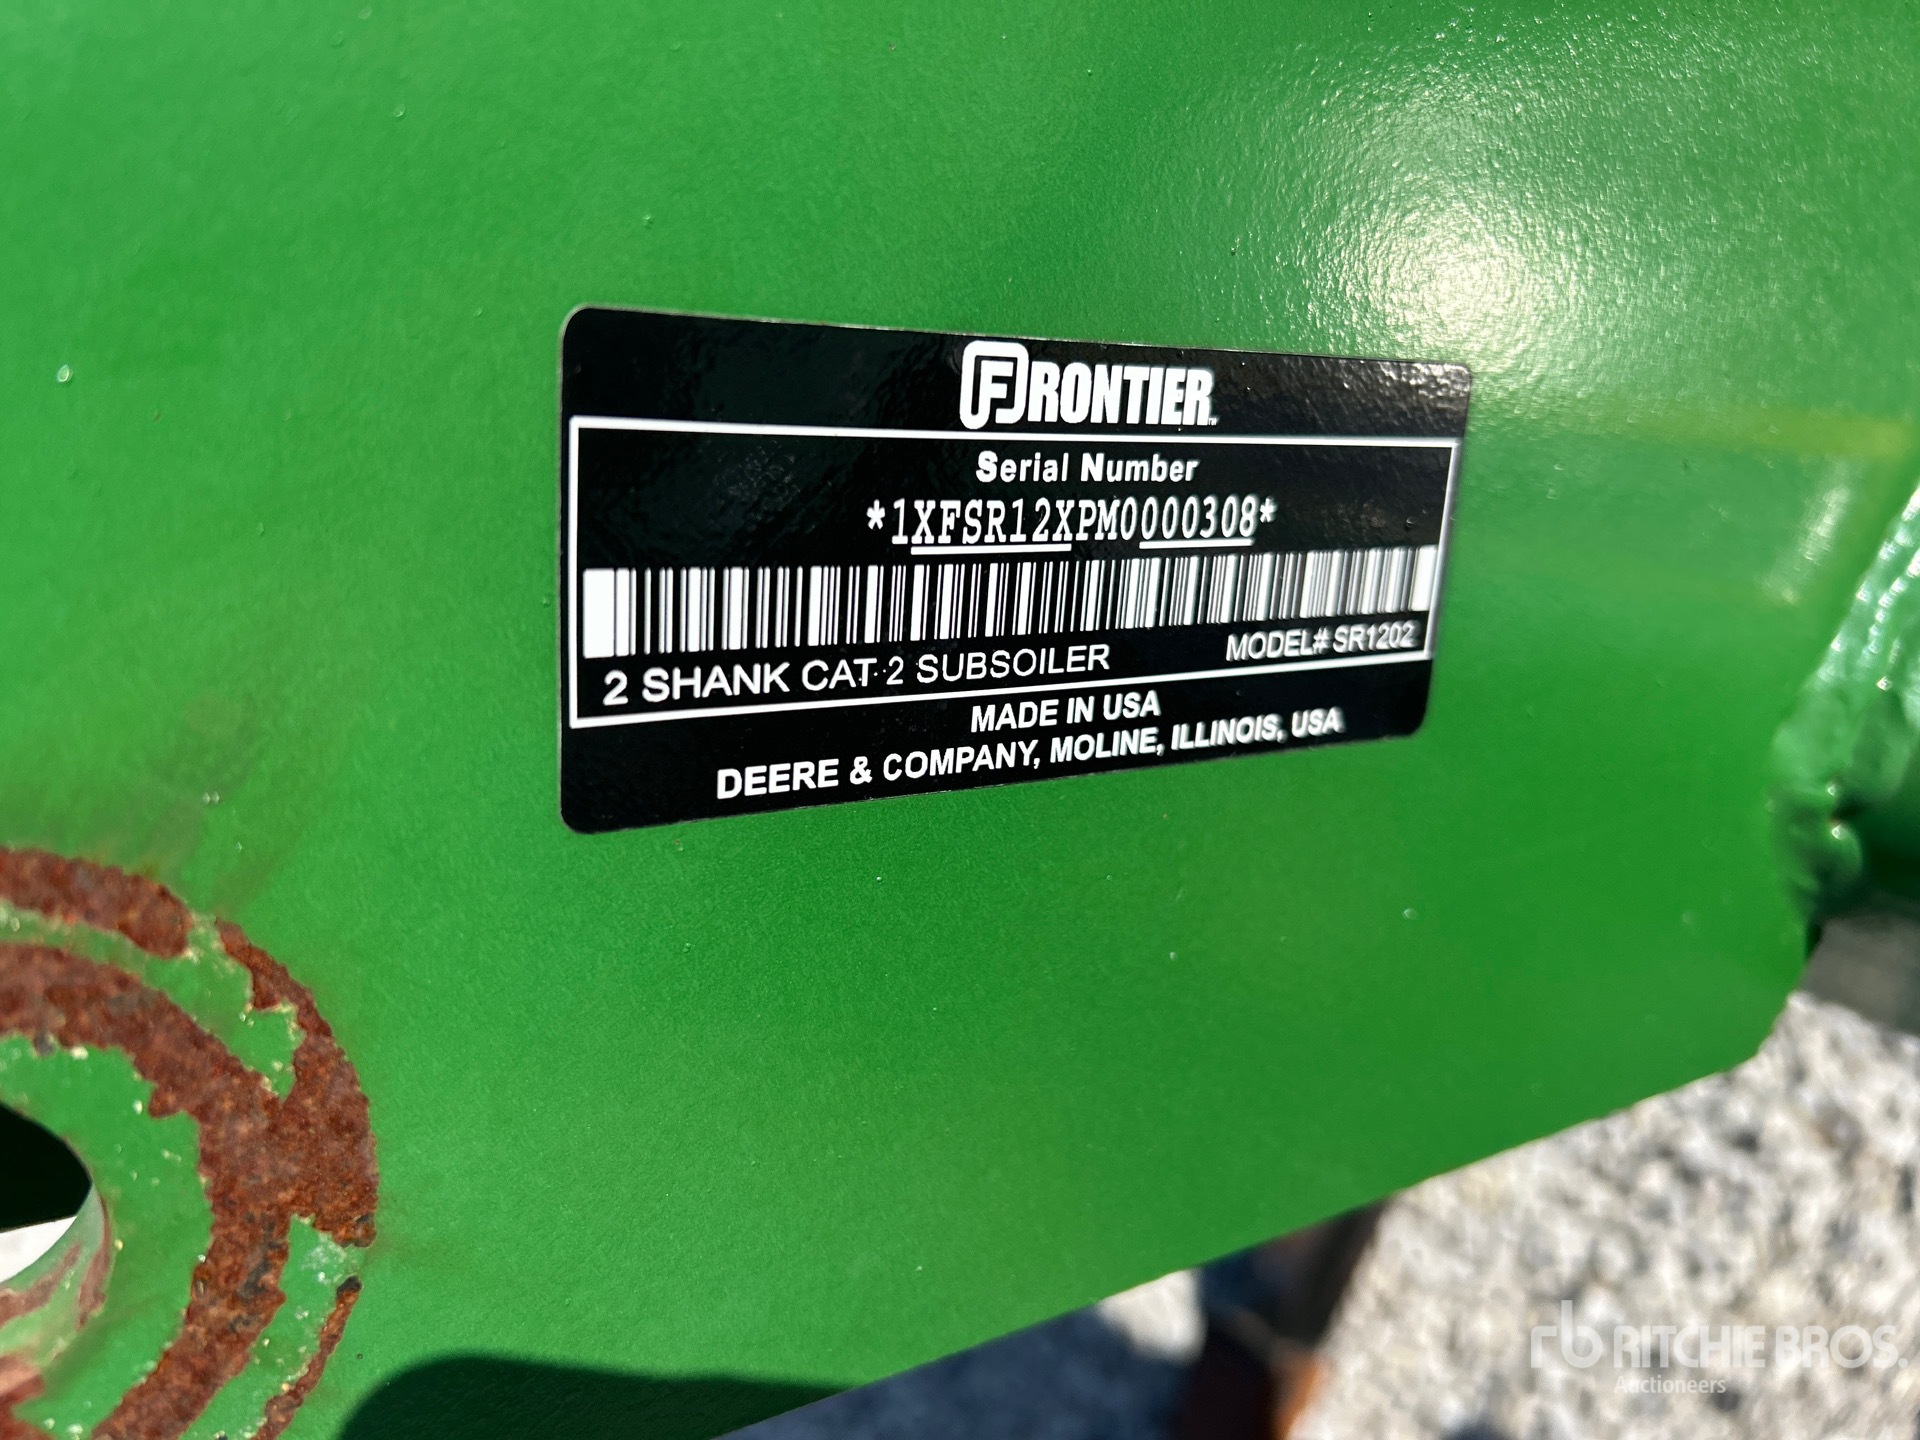 FRONTIER
Serial Number
*1XFSR12XPM0000308*
2 SHANK CAT 2 SUBSOILER MODEL# SR1202
MADE IN USA
DEERE & COMPANY, MOLINE, ILLINOIS, USA
rb RITCHIE BROS.
Auctioneers